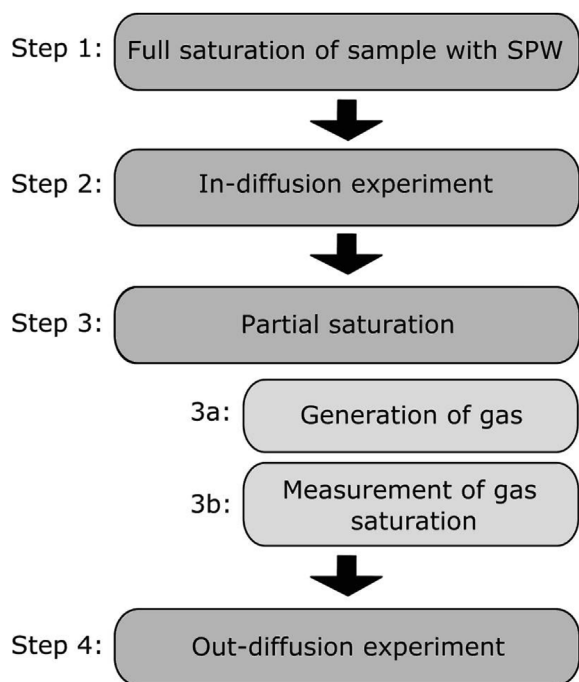 Step 1: Full saturation of sample with SPW
Step 2: In-diffusion experiment
Step 3: Partial saturation
3a: Generation of gas
3b: Measurement of gas
saturation
Step 4: Out-diffusion experiment